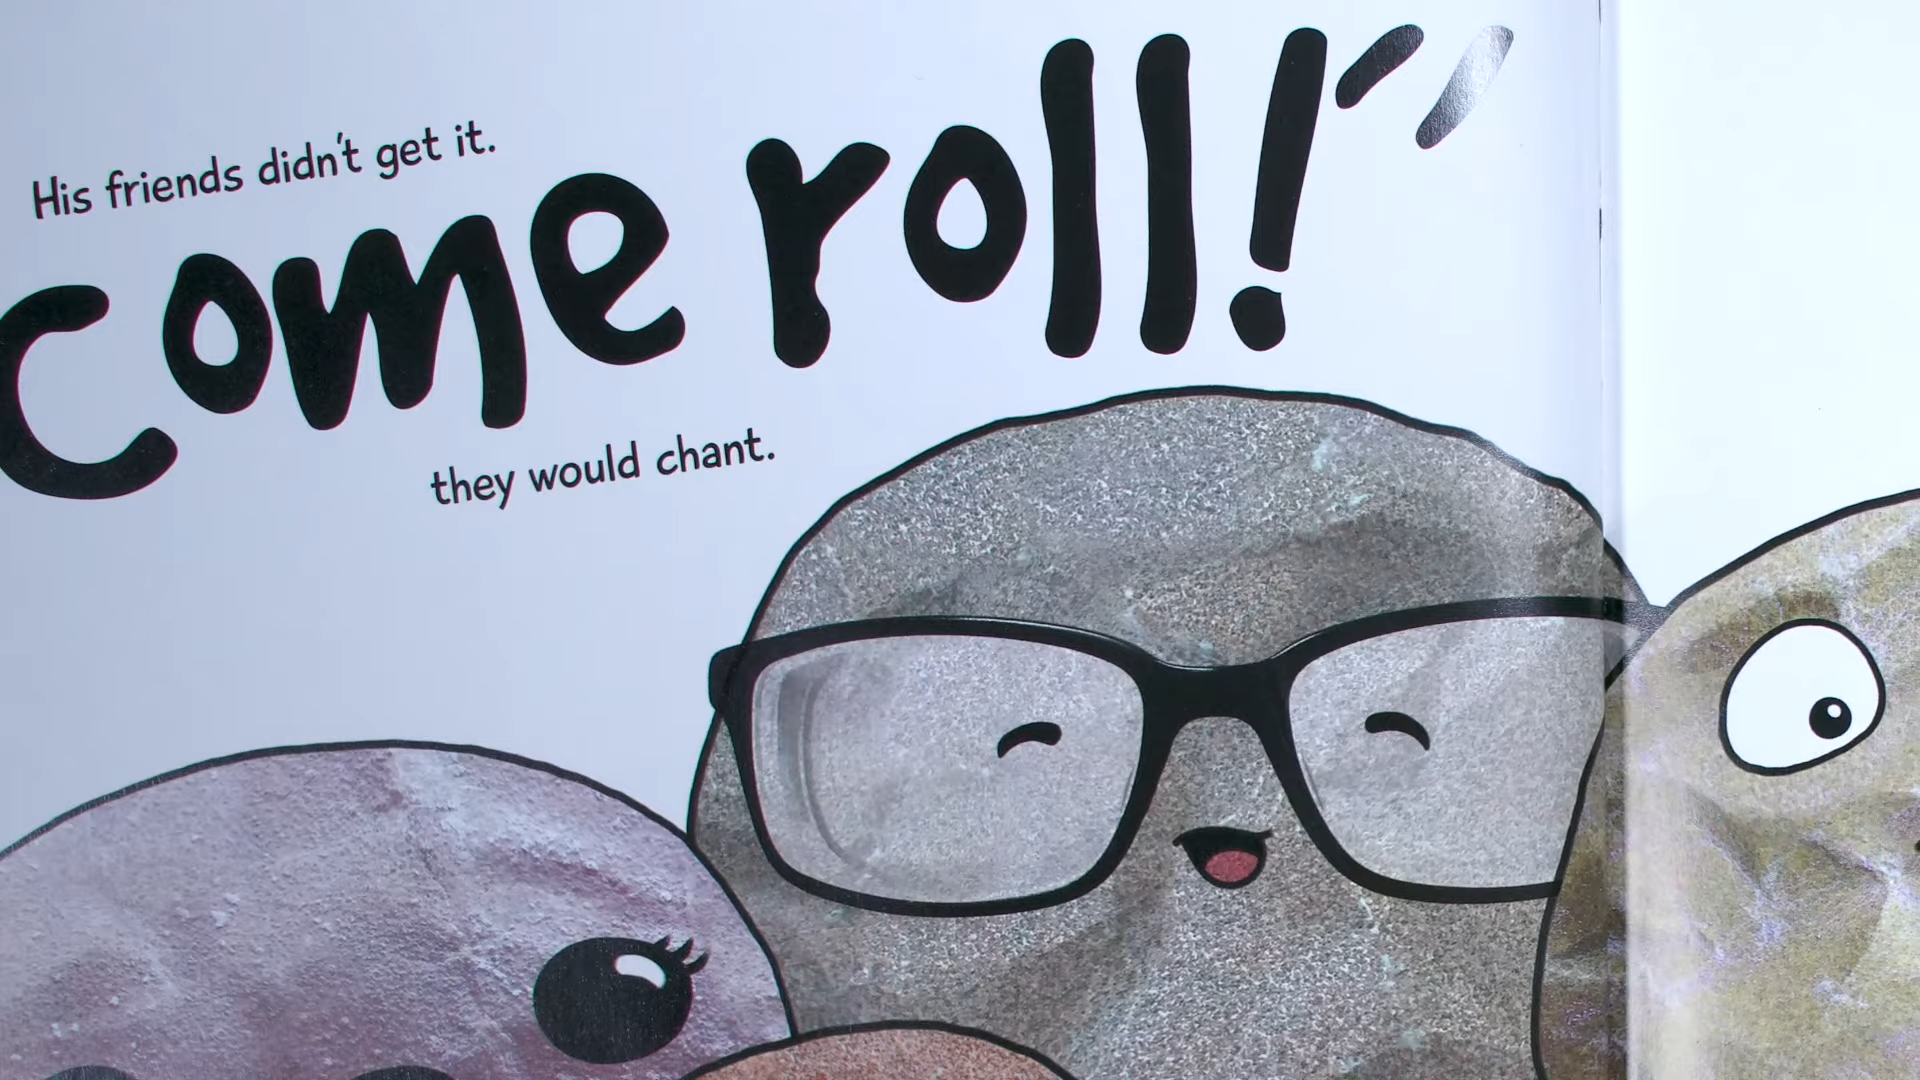 His friends didn't get it.
come roll!”
they would chant.